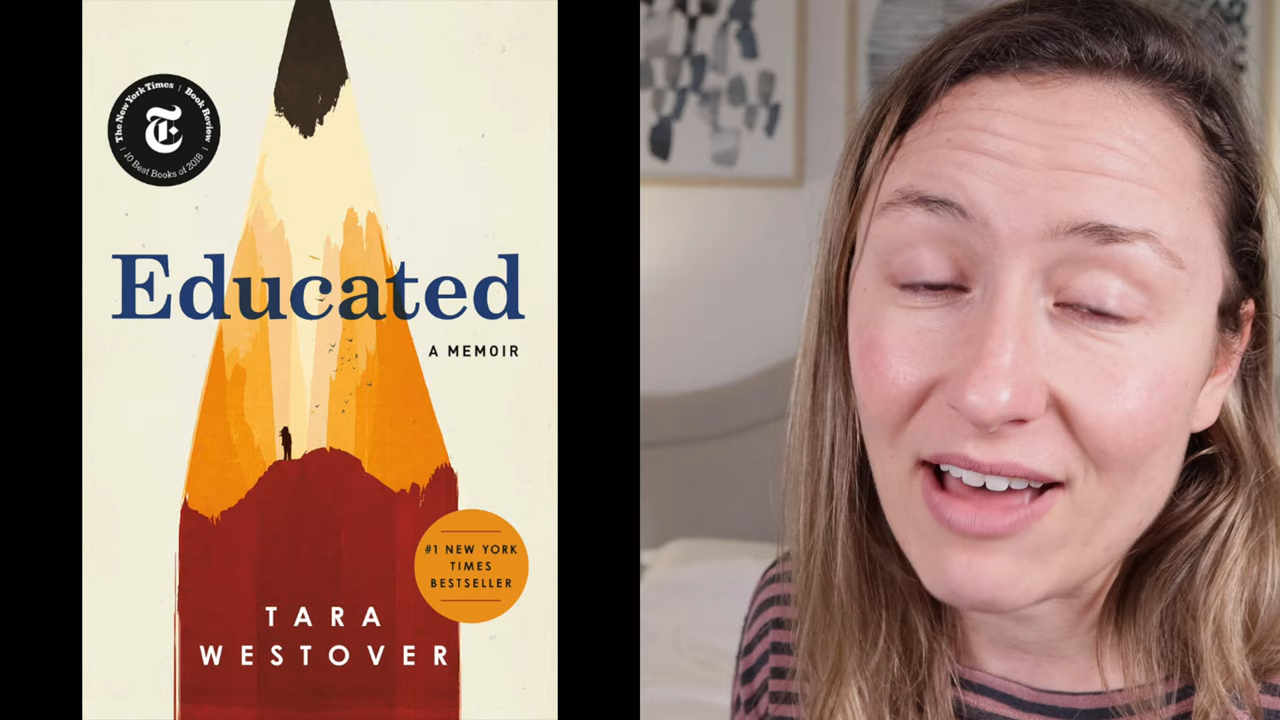 The New York Times | Book Review
T
| 10 Best Books of 2018 |
Educated
A MEMOIR
#1 NEW YORK
TIMES
BESTSELLER
TARA
WESTOVER